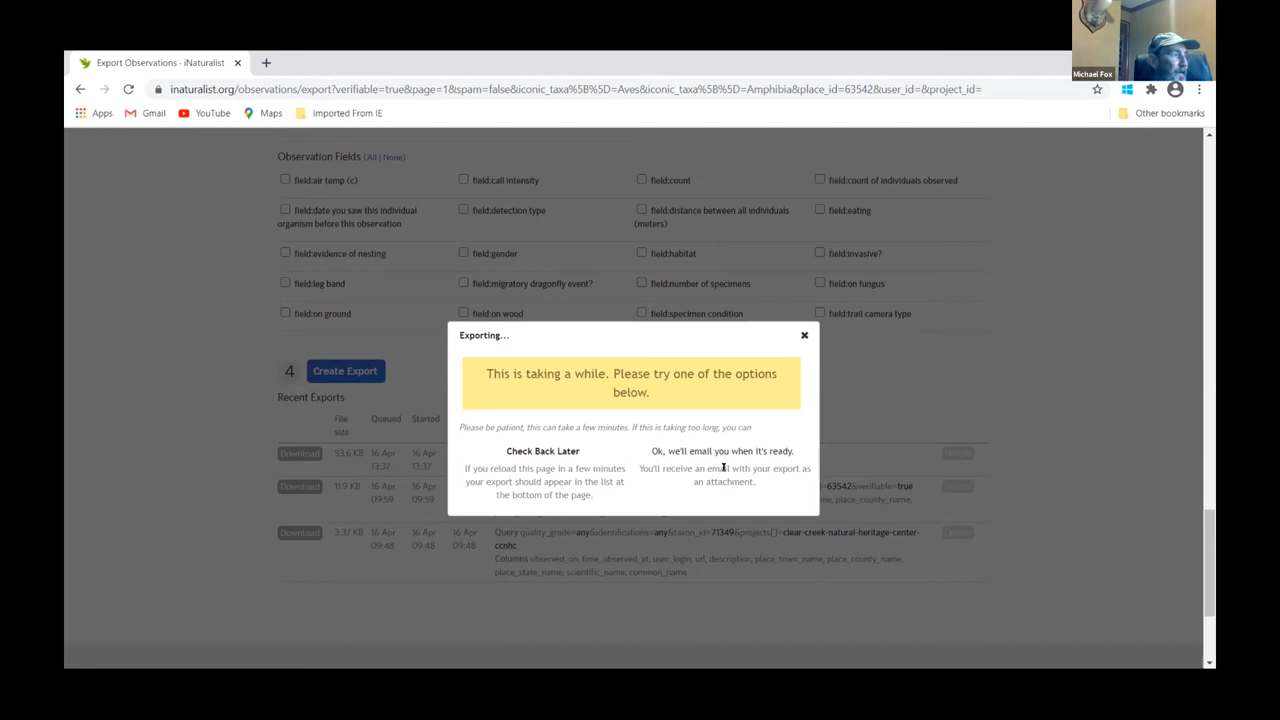 Michael Fox
Export Observations · iNaturalist
inaturalist.org/observations/export?verifiable=true&page=1&spam=false&iconic_taxa%5B%5D=Aves&iconic_taxa%5B%5D=Amphibia&place_id=63542&user_id=&project_id=
Apps Gmail YouTube Maps Imported From IE Other bookmarks
Observation Fields (All | None)
field:air temp (c) field:call intensity field:count field:count of individuals observed
field:date you saw this individual field:detection type field:distance between all individuals field:eating
organism before this observation (meters)
field:evidence of nesting field:gender field:habitat field:invasive?
field:leg band field:migratory dragonfly event? field:number of specimens field:on fungus
field:on ground field:on wood field:specimen condition field:trail camera type
Exporting...
This is taking a while. Please try one of the options
below.
Please be patient, this can take a few minutes. If this is taking too long, you can
Check Back Later
If you reload this page in a few minutes
your export should appear in the list at
the bottom of the page.
Ok, we'll email you when it's ready.
You'll receive an email with your export as
an attachment.
4 Create Export
Recent Exports
File
size Queued Started
Download 53.6 KB 16 Apr 16 Apr
13:37 13:37
Download 11.9 KB 16 Apr 16 Apr =63542&verifiable=true
09:59 09:59 place_county_name,
Download 3.37 KB 16 Apr 16 Apr 16 Apr Query quality_grade=any&identifications=any&taxon_id=71349&projects[]=clear-creek-natural-heritage-center-
09:48 09:48 09:48 ccnhc
Columns observed_on, time_observed_at, user_login, url, description, place_town_name, place_county_name,
place_state_name, scientific_name, common_name